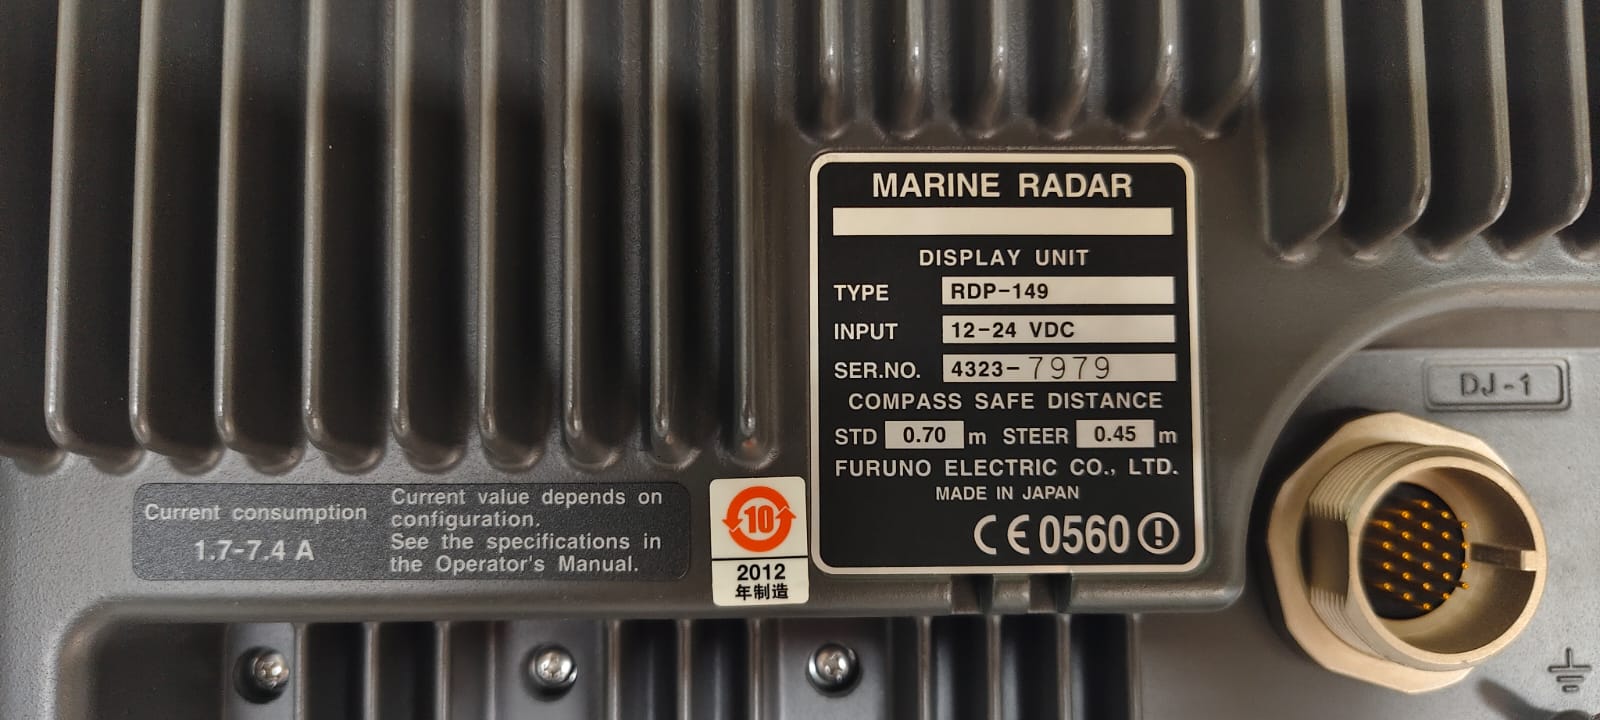 MARINE RADAR
DISPLAY UNIT
TYPE RDP-149
INPUT 12-24 VDC
SER.NO. 4323-7979
COMPASS SAFE DISTANCE
STD 0.70 m STEER 0.45 m
FURUNO ELECTRIC CO., LTD.
MADE IN JAPAN
CE0560
DJ-1
Current consumption
1.7-7.4 A
Current value depends on
configuration.
See the specifications in
the Operator's Manual.
10
2012
年制造